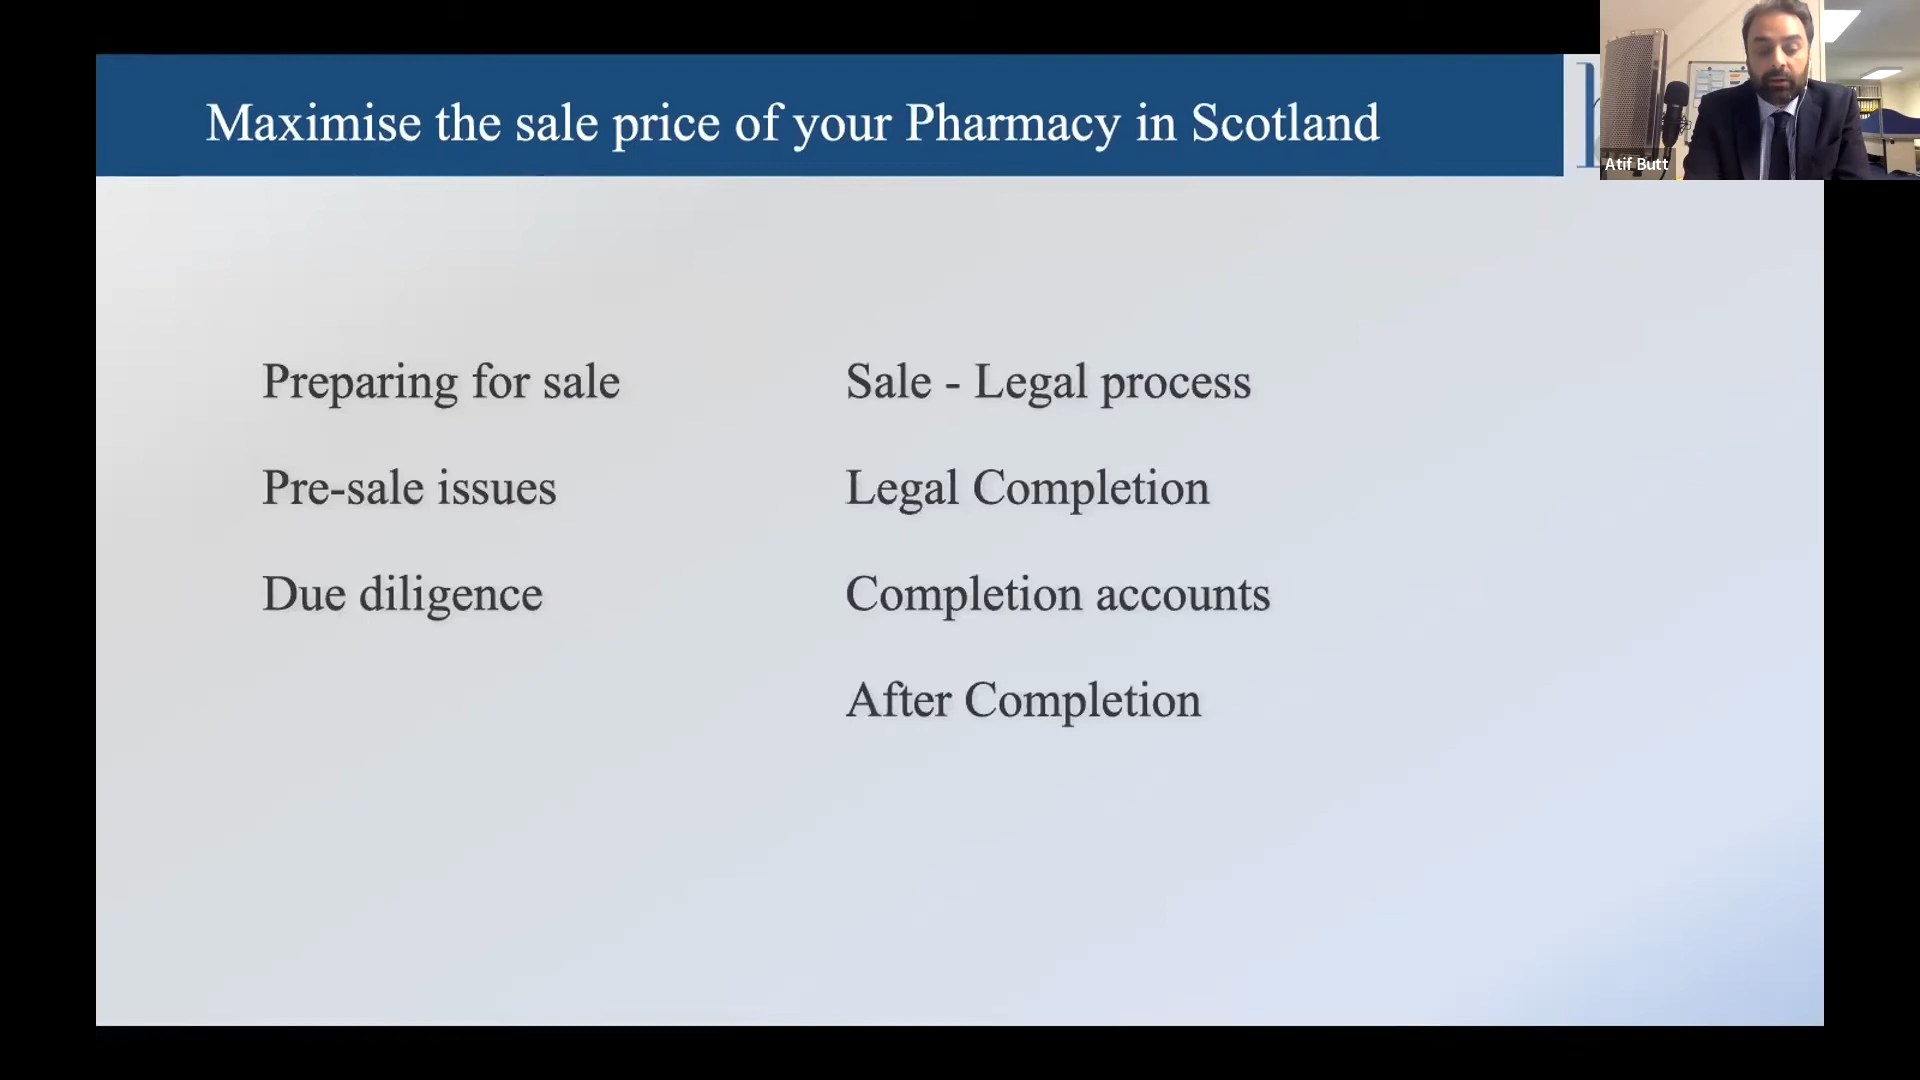 Maximise the sale price of your Pharmacy in Scotland
Atif Butt
Preparing for sale
Pre-sale issues
Due diligence
Sale - Legal process
Legal Completion
Completion accounts
After Completion